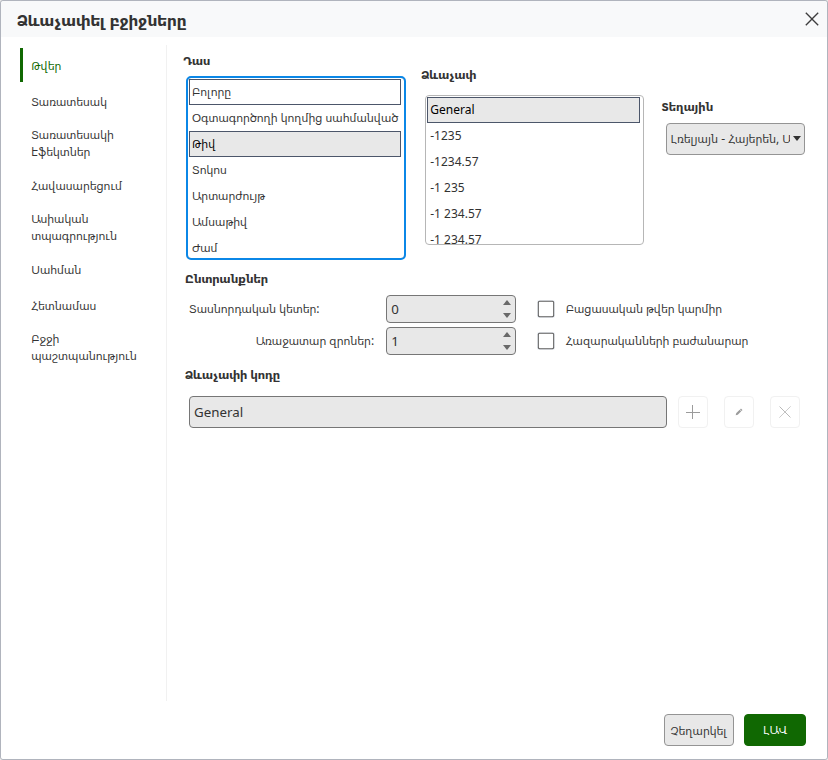 Ձևաչափել բջիջները
Թվեր
Տառատեսակ
Տառատեսակի
Էֆեկտներ
Հավասարեցում
Ասիական
տպագրություն
Սահման
Հետնամաս
Բջջի
պաշտպանություն
Դաս
Բոլորը
Օգտագործողի կողմից սահմանված
Թիվ
Տոկոս
Արտարժույթ
Ամսաթիվ
Ժամ
Ձևաչափ
General
-1235
-1234.57
-1 235
-1 234.57
-1 234.57
Տեղային
Լռելյայն - Հայերեն, Ս
Ընտրանքներ
Տասնորդական կետեր: 0
Բացասական թվեր կարմիր
Առաջատար զրոներ: 1
Հազարականների բաժանարար
Ձևաչափի կոդը
General
Չեղարկել
ԼԱՎ